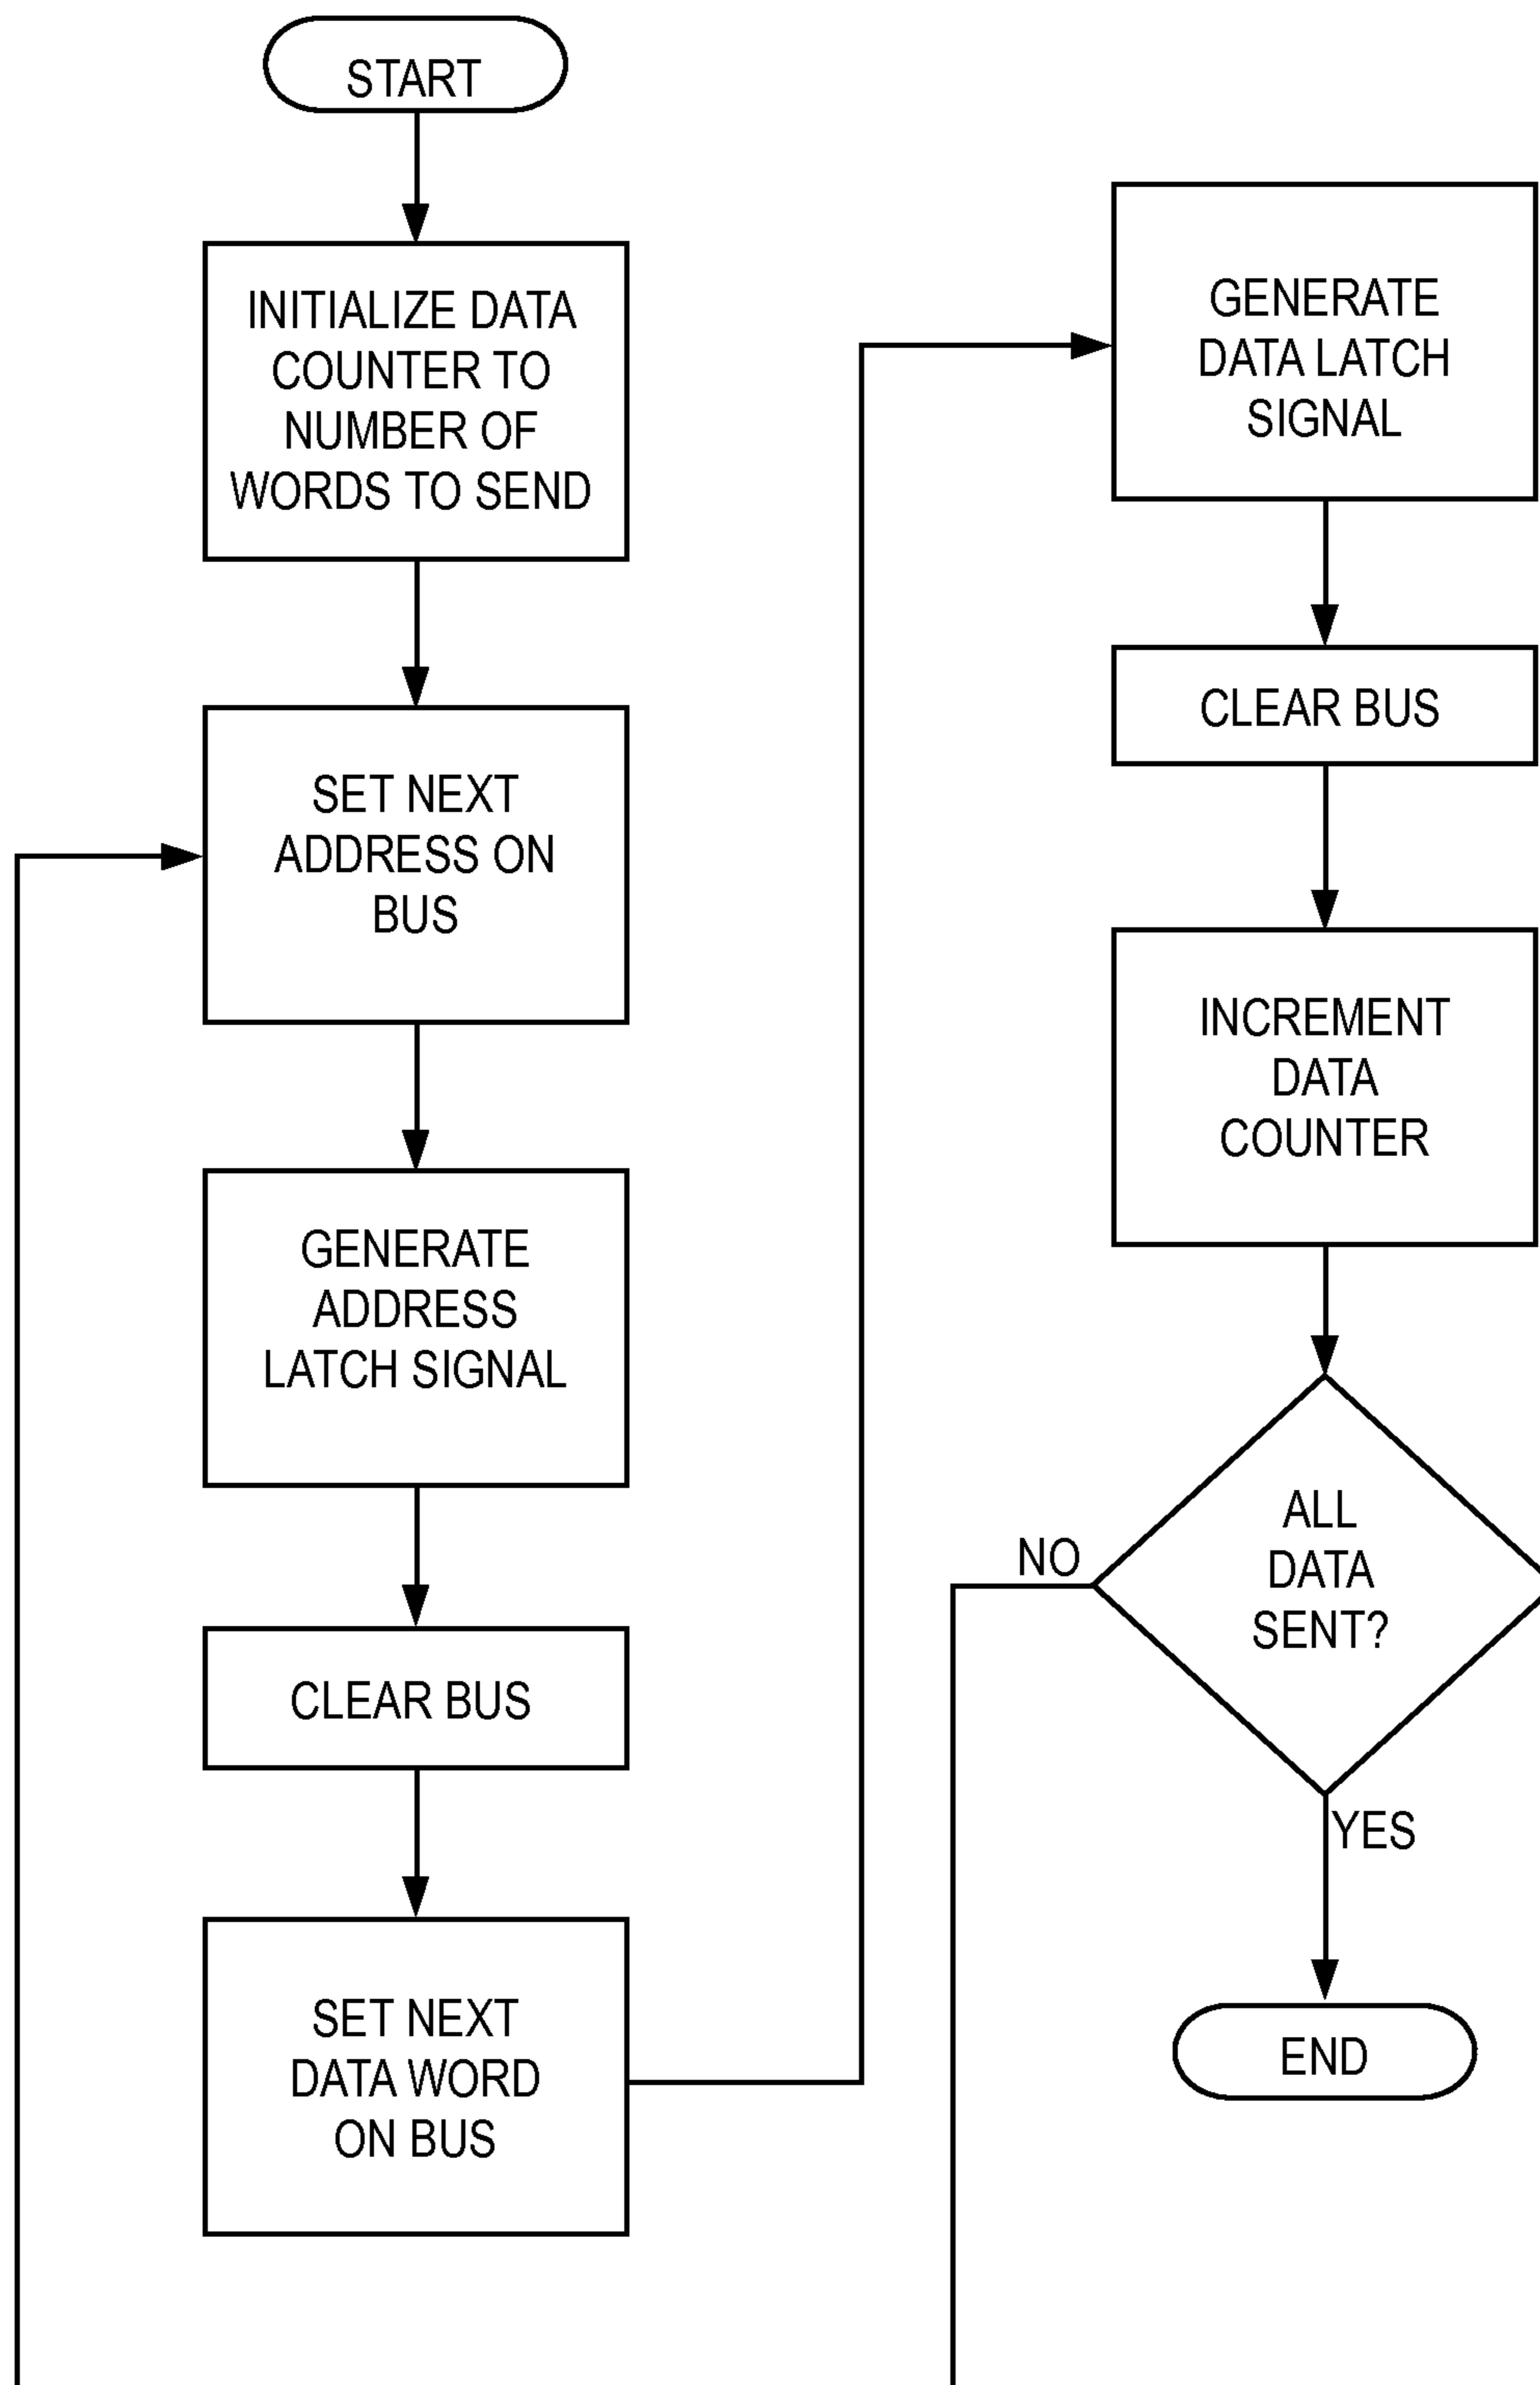 START
INITIALIZE DATA
COUNTER TO
NUMBER OF
WORDS TO SEND
SET NEXT
ADDRESS ON
BUS
GENERATE
ADDRESS
LATCH SIGNAL
CLEAR BUS
SET NEXT
DATA WORD
ON BUS
GENERATE
DATA LATCH
SIGNAL
CLEAR BUS
INCREMENT
DATA
COUNTER
ALL
DATA
SENT?
NO
YES
END